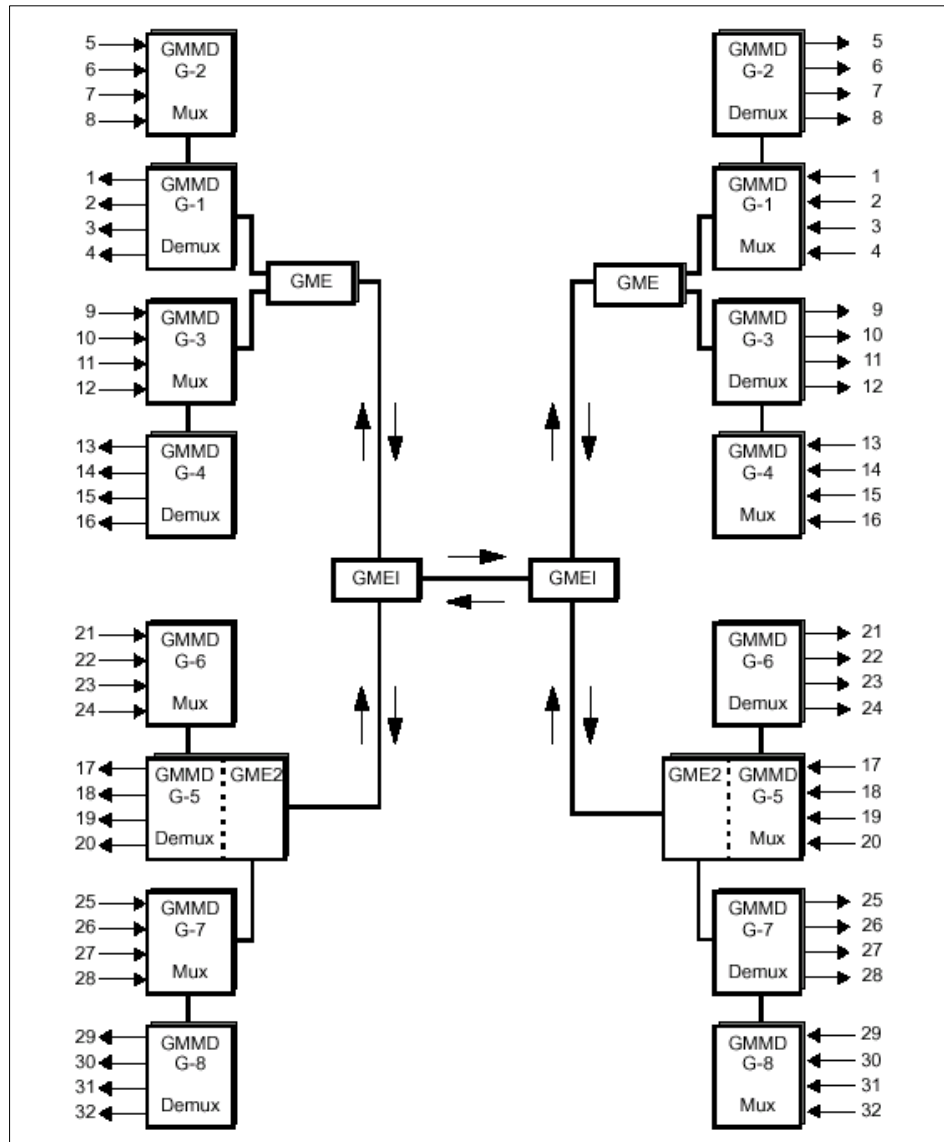 5
6
7
8
GMMD
G-2
Mux
GMMD
G-2
Demux
5
6
7
8
1
2
3
4
GMMD
G-1
Demux
GMMD
G-1
Mux
1
2
3
4
GME
GME
9
10
11
12
GMMD
G-3
Mux
GMMD
G-3
Demux
9
10
11
12
13
14
15
16
GMMD
G-4
Demux
GMMD
G-4
Mux
13
14
15
16
GMEI
GMEI
21
22
23
24
GMMD
G-6
Mux
GMMD
G-6
Demux
21
22
23
24
17
18
19
20
GMMD
G-5
Demux
GME2
GME2
GMMD
G-5
Mux
17
18
19
20
25
26
27
28
GMMD
G-7
Mux
GMMD
G-7
Demux
25
26
27
28
29
30
31
32
GMMD
G-8
Demux
GMMD
G-8
Mux
29
30
31
32